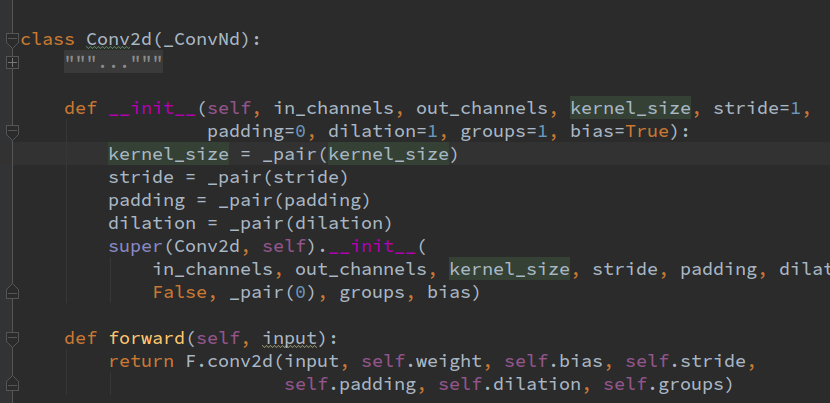 class Conv2d(_ConvNd):
"""..."""
def __init__(self, in_channels, out_channels, kernel_size, stride=1,
padding=0, dilation=1, groups=1, bias=True):
kernel_size = _pair(kernel_size)
stride = _pair(stride)
padding = _pair(padding)
dilation = _pair(dilation)
super(Conv2d, self).__init__(
in_channels, out_channels, kernel_size, stride, padding, dilat
False, _pair(0), groups, bias)
def forward(self, input):
return F.conv2d(input, self.weight, self.bias, self.stride,
self.padding, self.dilation, self.groups)